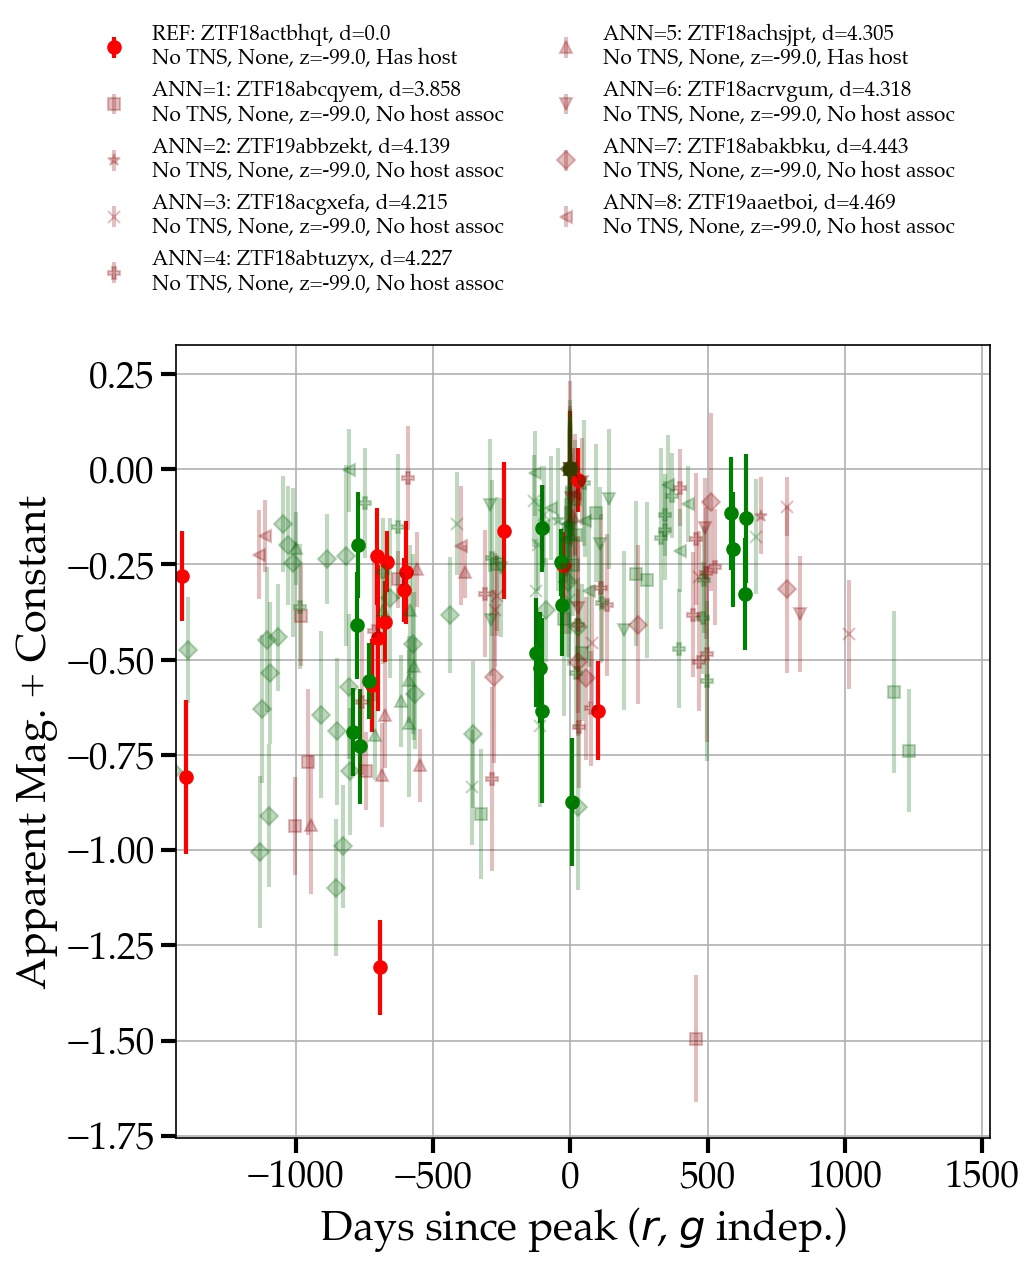 REF: ZTF18actbhqt, d=0.0
No TNS, None, z=-99.0, Has host
ANN=1: ZTF18abcqyem, d=3.858
No TNS, None, z=-99.0, No host assoc
ANN=2: ZTF19abbzekt, d=4.139
No TNS, None, z=-99.0, No host assoc
ANN=3: ZTF18acgxefa, d=4.215
No TNS, None, z=-99.0, No host assoc
ANN=4: ZTF18abtuzyx, d=4.227
No TNS, None, z=-99.0, No host assoc
ANN=5: ZTF18achsjpt, d=4.305
No TNS, None, z=-99.0, Has host
ANN=6: ZTF18acrvgum, d=4.318
No TNS, None, z=-99.0, No host assoc
ANN=7: ZTF18abakbku, d=4.443
No TNS, None, z=-99.0, No host assoc
ANN=8: ZTF19aaetboi, d=4.469
No TNS, None, z=-99.0, No host assoc
Apparent Mag. + Constant
0.25
0.00
−0.25
−0.50
−0.75
−1.00
−1.25
−1.50
−1.75
−1000
−500
0
500
1000
1500
Days since peak (r, g indep.)